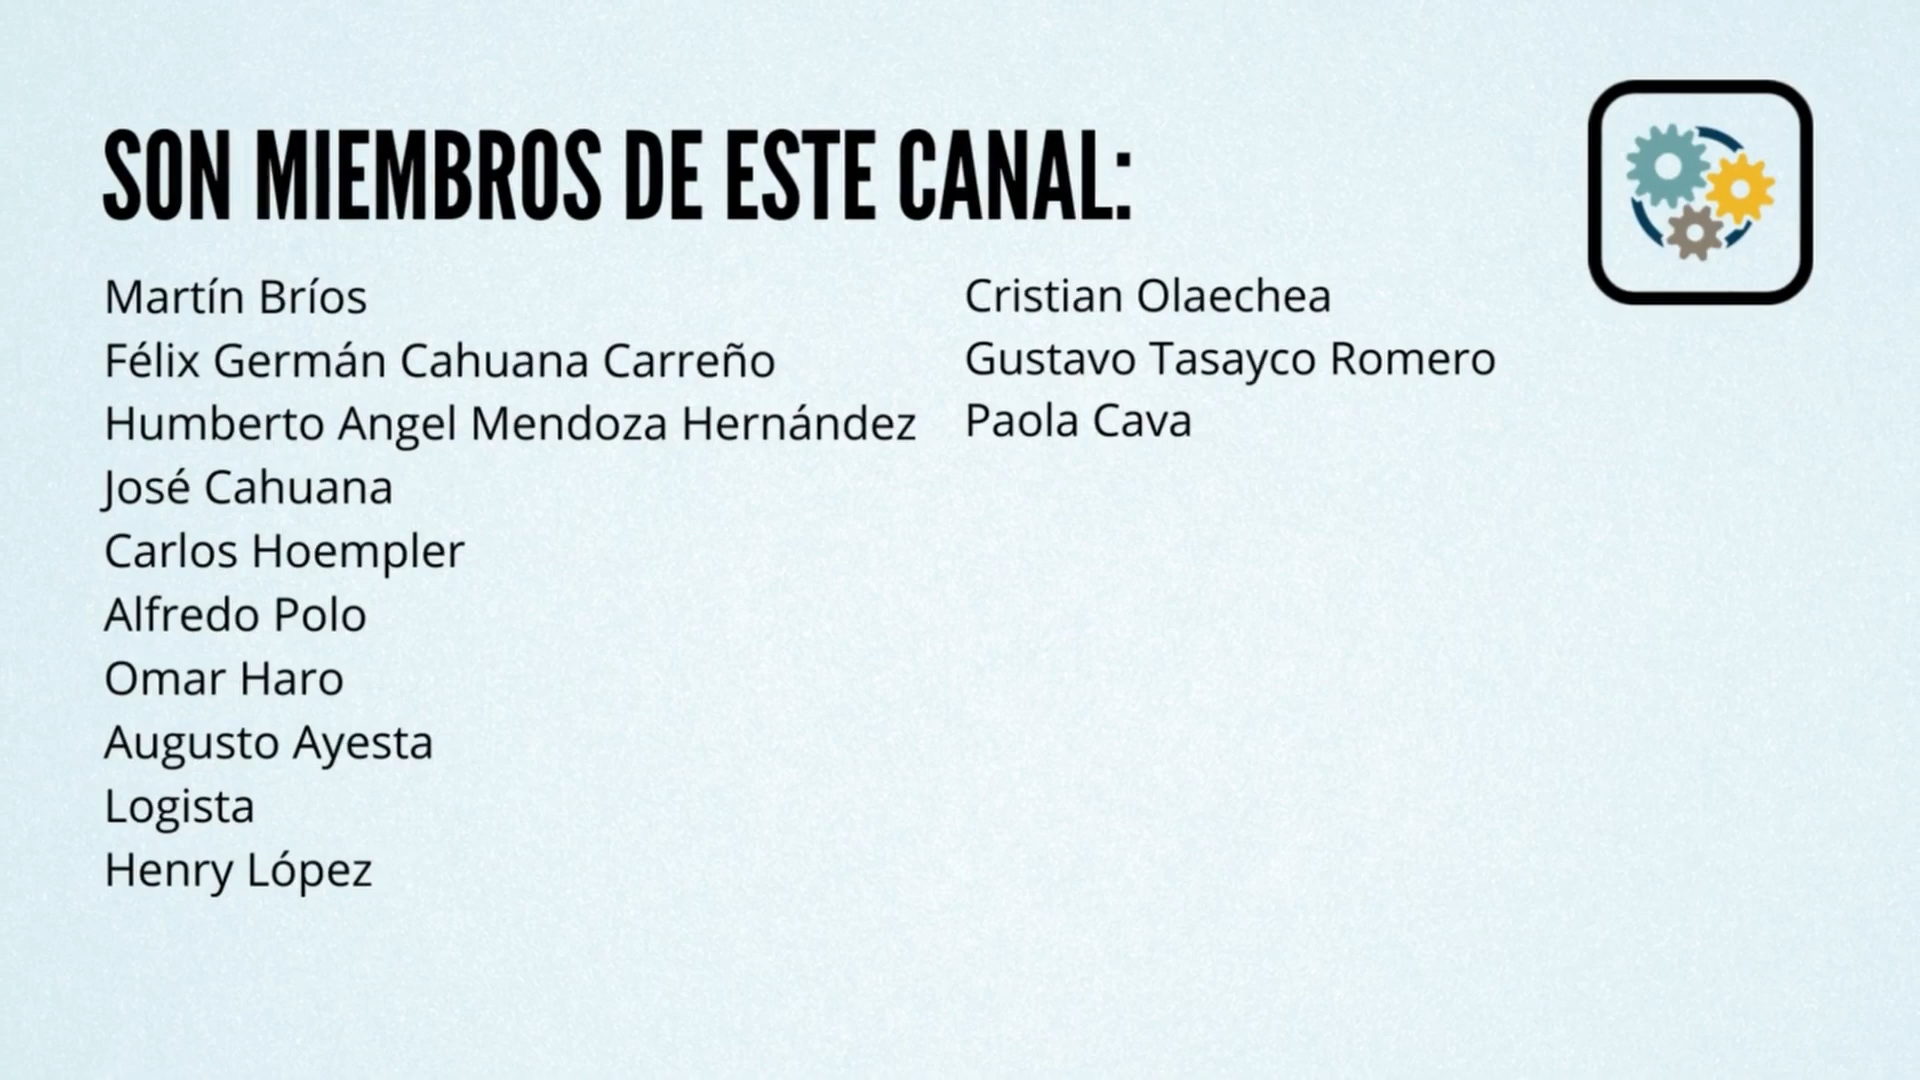 SON MIEMBROS DE ESTE CANAL:
Martín Bríos
Félix Germán Cahuana Carreño
Humberto Angel Mendoza Hernández
José Cahuana
Carlos Hoempler
Alfredo Polo
Omar Haro
Augusto Ayesta
Logista
Henry López
Cristian Olaechea
Gustavo Tasayco Romero
Paola Cava